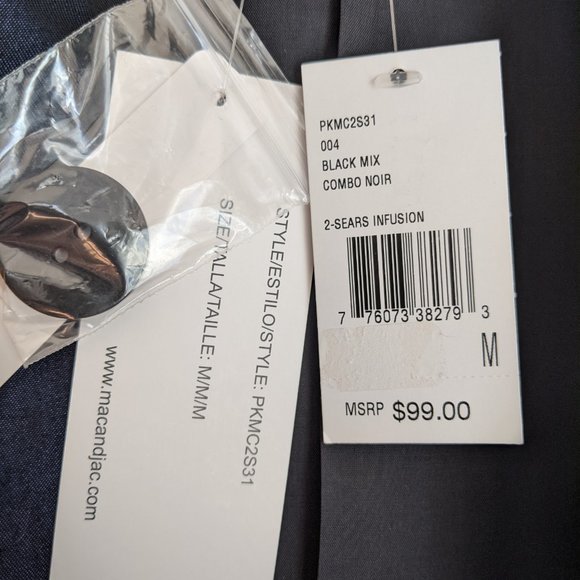 PKMC2S31
004
BLACK MIX
COMBO NOIR
2-SEARS INFUSION
7 76073 38279 3
M
MSRP $99.00
STYLE/ESTILO/STYLE: PKMC2S31
SIZE/TALLA/TAILLE: M/M/M
www.macandjac.com